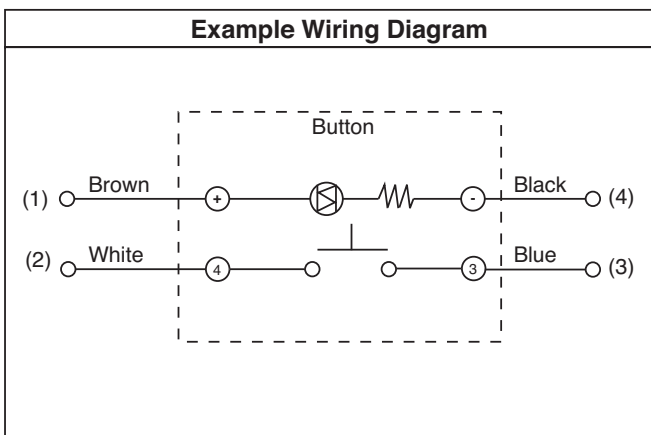 Example Wiring Diagram
Button
(1) Brown + - Black (4)
(2) White 4 3 Blue (3)